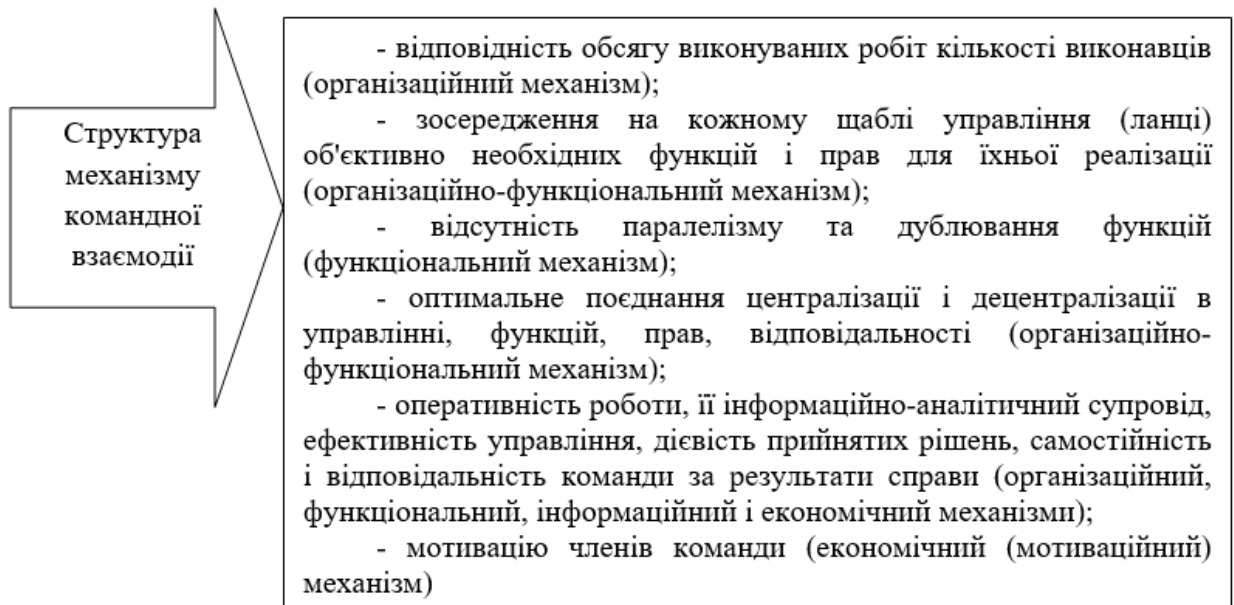 Структура
механізму
командної
взаємодії
- відповідність обсягу виконуваних робіт кількості виконавців
(організаційний механізм);
- зосередження на кожному щаблі управління (ланці)
об'єктивно необхідних функцій і прав для їхньої реалізації
(організаційно-функціональний механізм);
- відсутність паралелізму та дублювання функцій
(функціональний механізм);
- оптимальне поєднання централізації і децентралізації в
управлінні, функцій, прав, відповідальності (організаційно-
функціональний механізм);
- оперативність роботи, її інформаційно-аналітичний супровід,
ефективність управління, дієвість прийнятих рішень, самостійність
і відповідальність команди за результати справи (організаційний,
функціональний, інформаційний і економічний механізми);
- мотивацію членів команди (економічний (мотиваційний)
механізм)